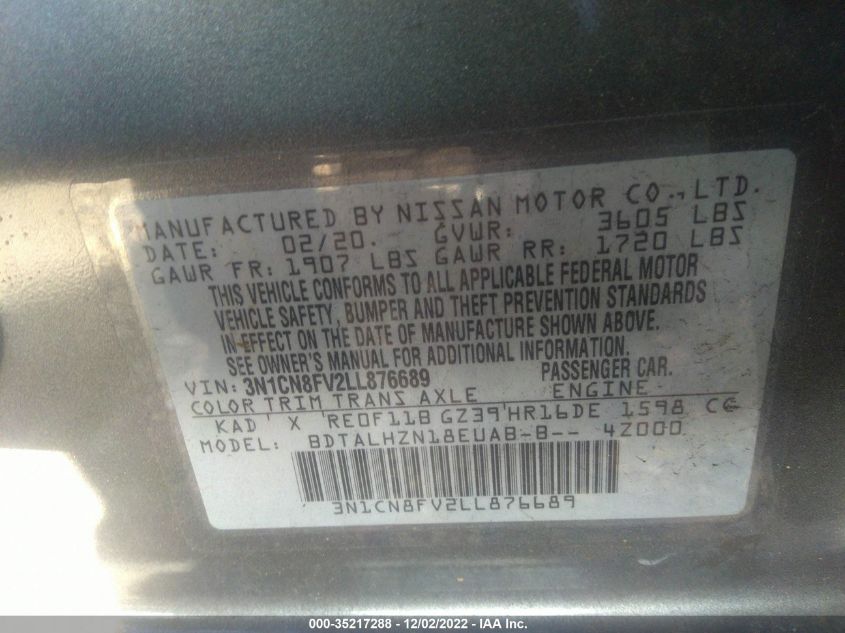 MANUFACTURED BY NISSAN MOTOR CO., LTD.
DATE: 02/20. GVWR: 3605 LBS
GAWR FR: 1907 LBS GAWR RR: 1720 LBS
THIS VEHICLE CONFORMS TO ALL APPLICABLE FEDERAL MOTOR
VEHICLE SAFETY, BUMPER AND THEFT PREVENTION STANDARDS
IN EFFECT ON THE DATE OF MANUFACTURE SHOWN ABOVE.
SEE OWNER'S MANUAL FOR ADDITIONAL INFORMATION.
VIN: 3N1CN8FV2LL876689 PASSENGER CAR.
COLOR TRIM TRANS AXLE ENGINE
KAD X RE0F11B GZ39 HR16DE 1598 CC
MODEL: BDTALHZN18EUAB-B-- 4Z000
3N1CN8FV2LL876689
000-35217288 - 12/02/2022 - IAA Inc.